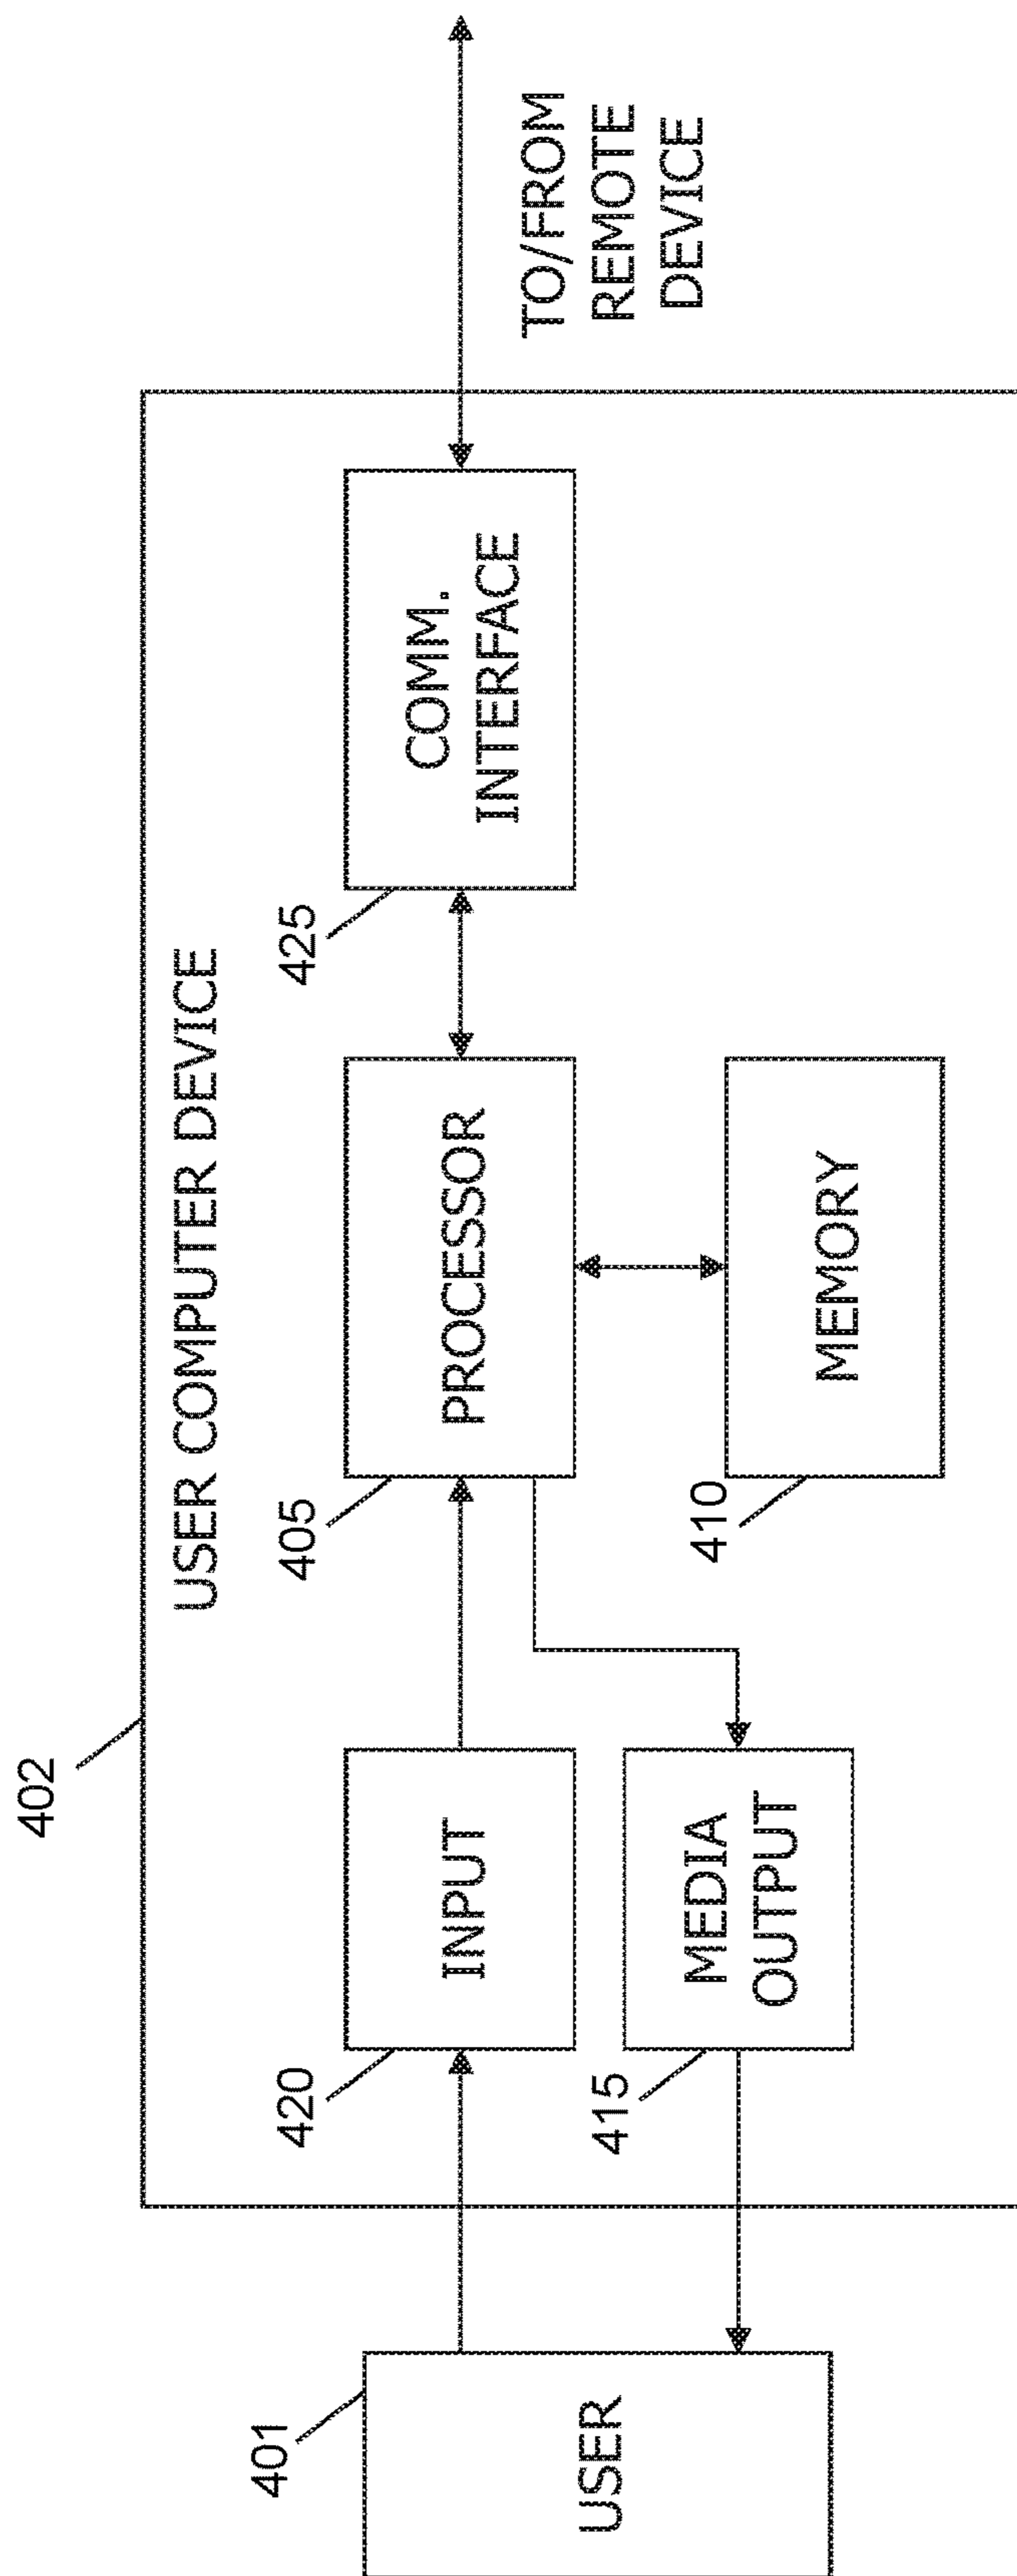 402
USER COMPUTER DEVICE
401
USER
420
INPUT
415
MEDIA
OUTPUT
405
PROCESSOR
410
MEMORY
425
COMM.
INTERFACE
TO/FROM
REMOTE
DEVICE